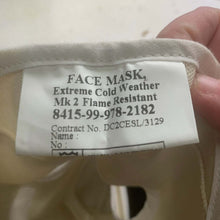 FACE MASK,
Extreme Cold Weather
Mk 2 Flame Resistant
8415-99-978-2182
Contract No. DC2CESL/3129
Name :
No :